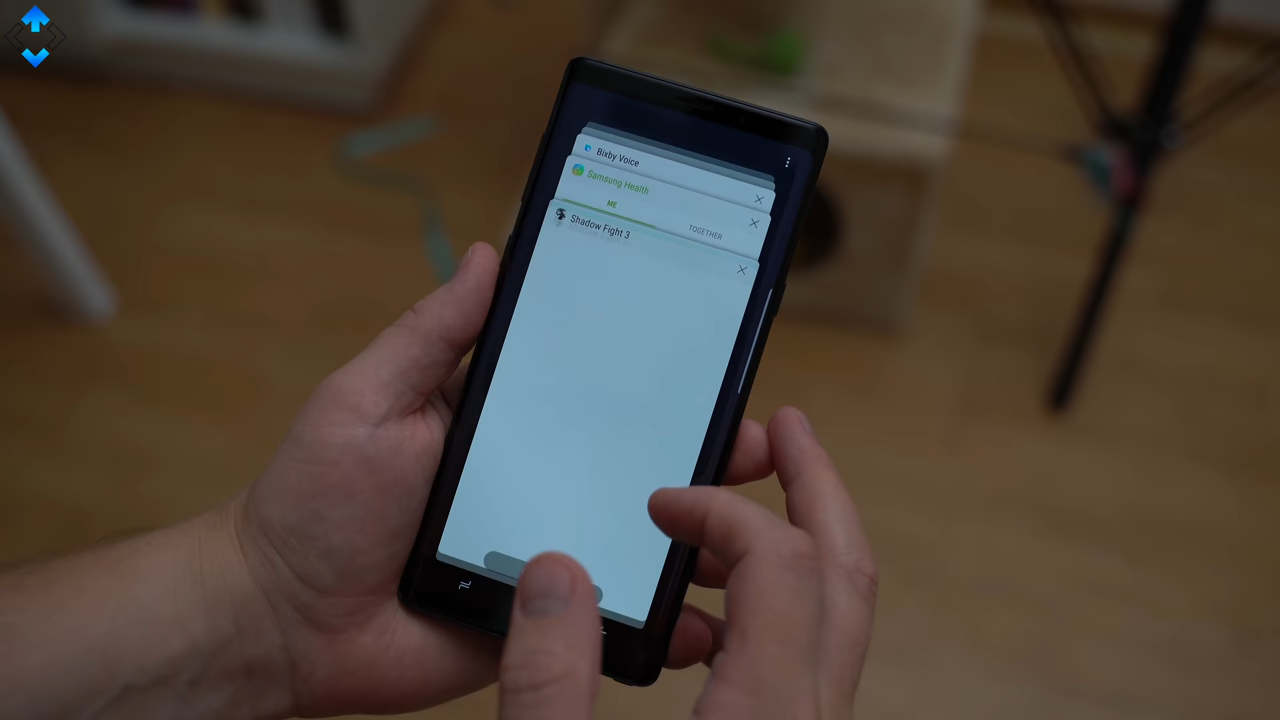 Bixby Voice
Samsung Health
ME
TOGETHER
Shadow Fight 3